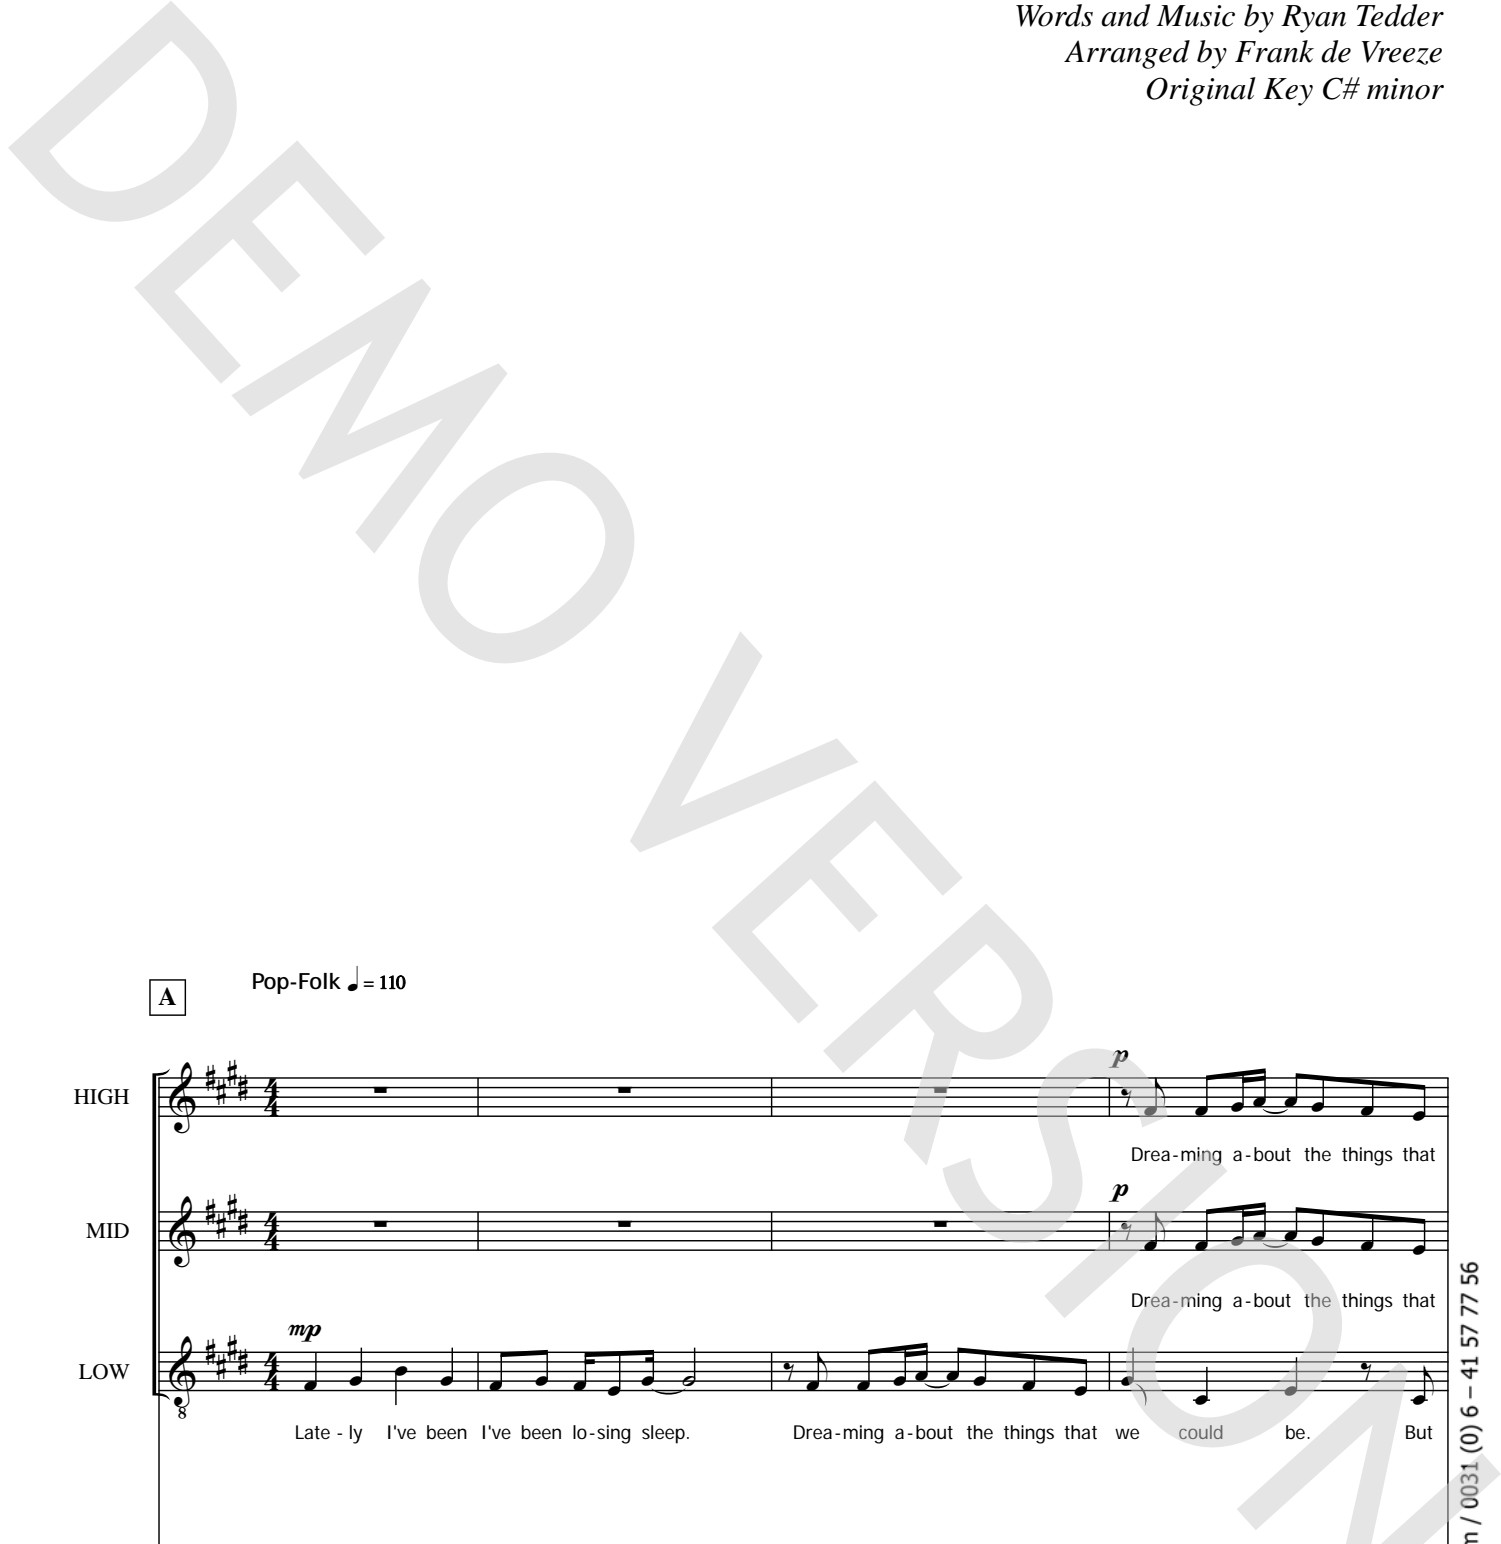 Words and Music by Ryan Tedder
Arranged by Frank de Vreeze
Original Key C# minor
DEMO VERSION
A
Pop-Folk ♩ = 110
HIGH
p
Drea-ming a-bout the things that
MID
p
Drea-ming a-bout the things that
LOW
mp
8
Late - ly I've been I've been lo-sing sleep. Drea-ming a-bout the things that we could be. But
m / 0031 (0) 6 – 41 57 77 56